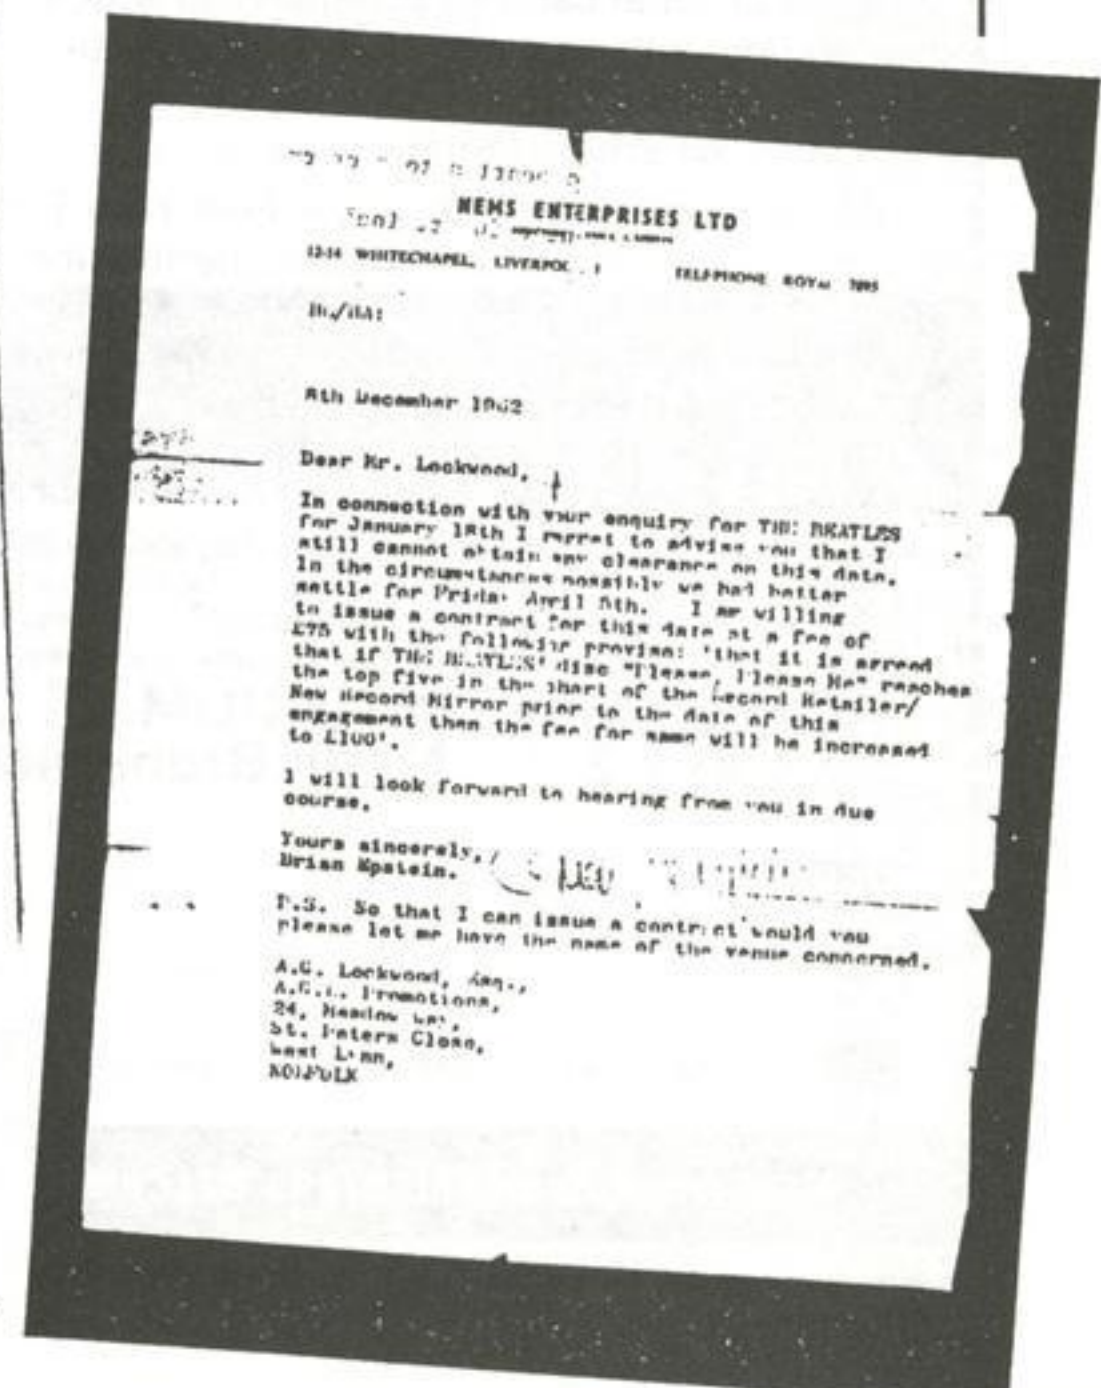 NEMS ENTERPRISES LTD
12-14 WHITECHAPEL, LIVERPOOL 1 TELEPHONE ROYAL 7895
8th December 1962
Dear Mr. Lockwood,
In connection with your enquiry for THE BEATLES
for January 18th I regret to advise you that I
still cannot obtain any clearance on this date.
In the circumstances possibly we had better
settle for Friday April 5th. I am willing
to issue a contract for this date at a fee of
£75 with the following proviso: 'that it is agreed
that if THE BEATLES' disc "Please, Please Me" reaches
the top five in the chart of the Record Retailer/
New Record Mirror prior to the date of this
engagement then the fee for same will be increased
to £100'.
I will look forward to hearing from you in due
course.
Yours sincerely,
Brian Epstein.
P.S. So that I can issue a contract would you
please let me have the name of the venue concerned.
A.G. Lockwood, Esq.,
Promotions,
24, Meadow
St. Peters Close,
West Lynn,
NORFOLK